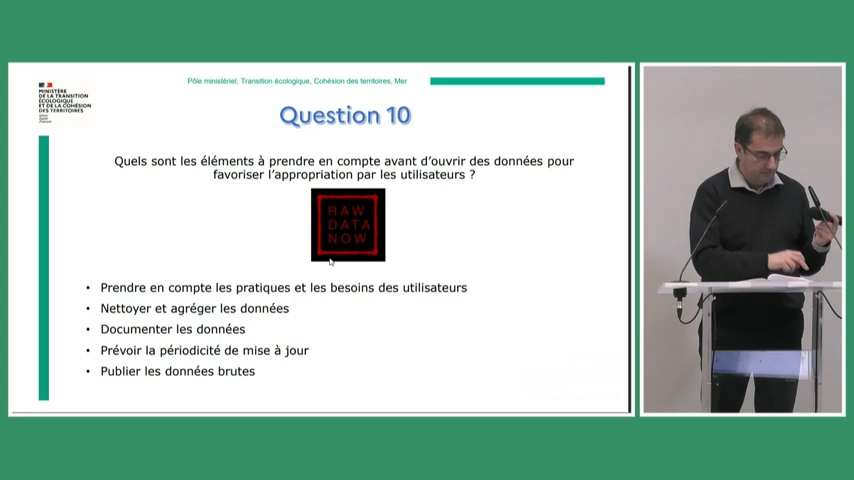 Pôle ministériel, Transition écologique, Cohésion des territoires, Mer
MINISTÈRE
DE LA TRANSITION
ÉCOLOGIQUE
ET DE LA COHÉSION
DES TERRITOIRES
Question 10
Quels sont les éléments à prendre en compte avant d’ouvrir des données pour
favoriser l’appropriation par les utilisateurs ?
RAW
DATA
NOW
• Prendre en compte les pratiques et les besoins des utilisateurs
• Nettoyer et agréger les données
• Documenter les données
• Prévoir la périodicité de mise à jour
• Publier les données brutes